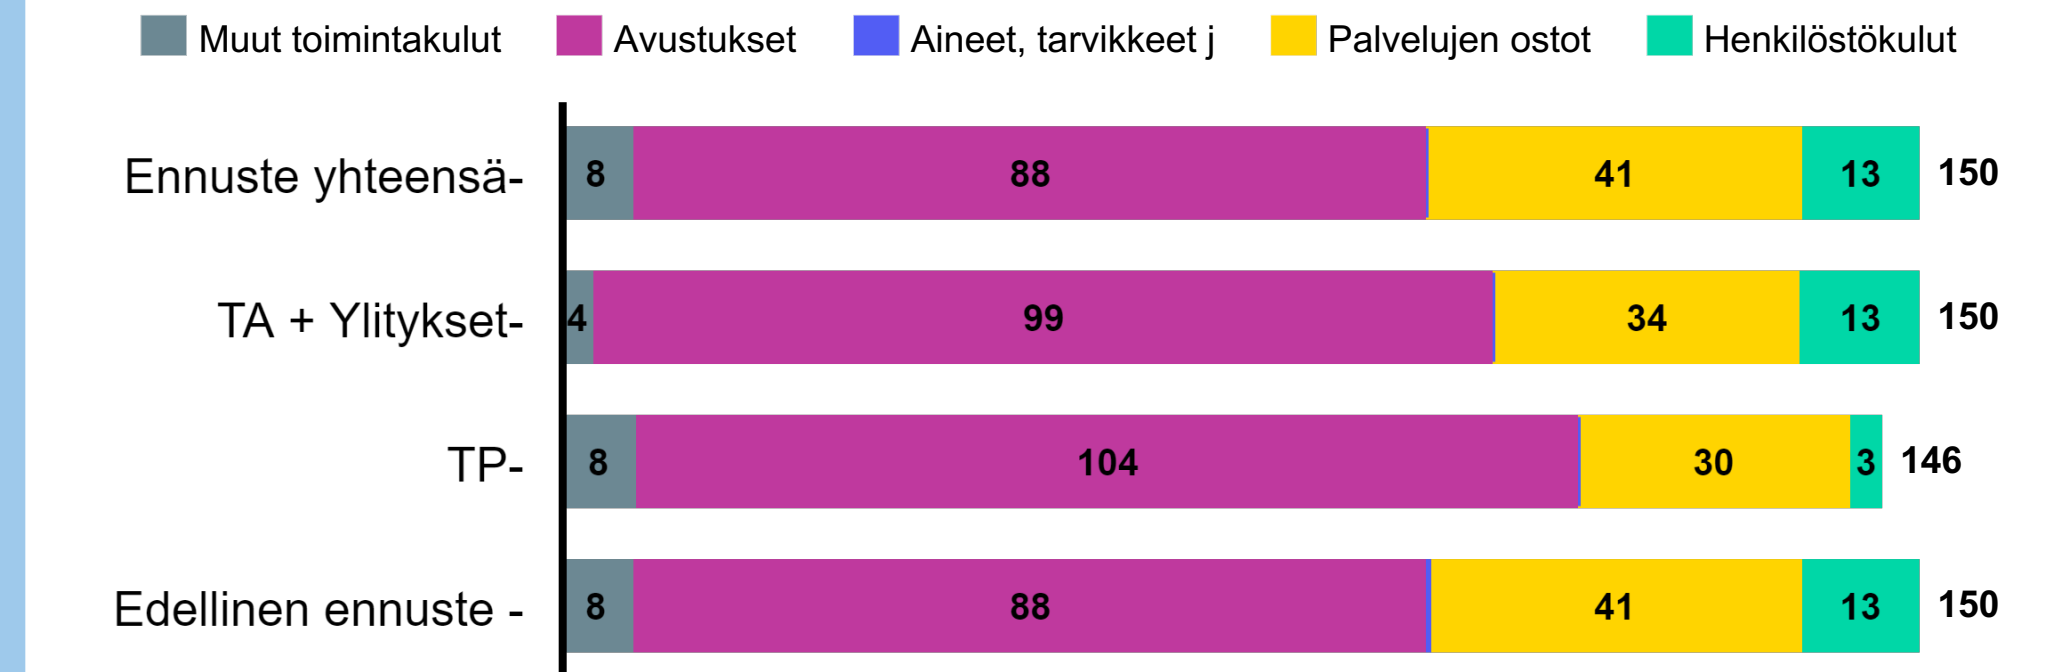 Muut toimintakulut Avustukset Aineet, tarvikkeet j Palvelujen ostot Henkilöstökulut
Ennuste yhteensä- 8 88 41 13 150
TA + Ylitykset- 4 99 34 13 150
TP- 8 104 30 3 146
Edellinen ennuste - 8 88 41 13 150